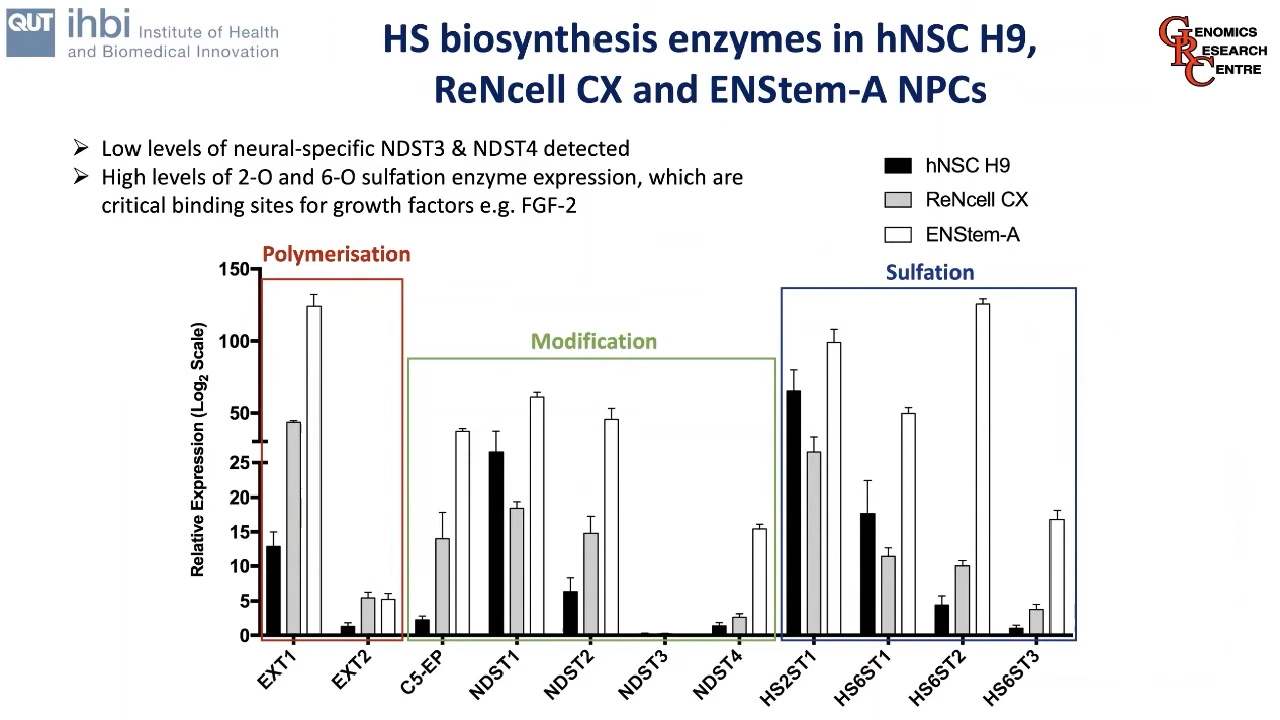 QUT ihbi Institute of Health
and Biomedical Innovation
HS biosynthesis enzymes in hNSC H9,
ReNcell CX and ENStem-A NPCs
GENOMICS
RESEARCH
CENTRE
➢ Low levels of neural-specific NDST3 & NDST4 detected
➢ High levels of 2-O and 6-O sulfation enzyme expression, which are
critical binding sites for growth factors e.g. FGF-2
hNSC H9
ReNcell CX
ENStem-A
Polymerisation
Modification
Sulfation
Relative Expression (Log₂ Scale)
150
100
50
25
20
15
10
5
0
EXT1
EXT2
C5-EP
NDST1
NDST2
NDST3
NDST4
HS2ST1
HS6ST1
HS6ST2
HS6ST3